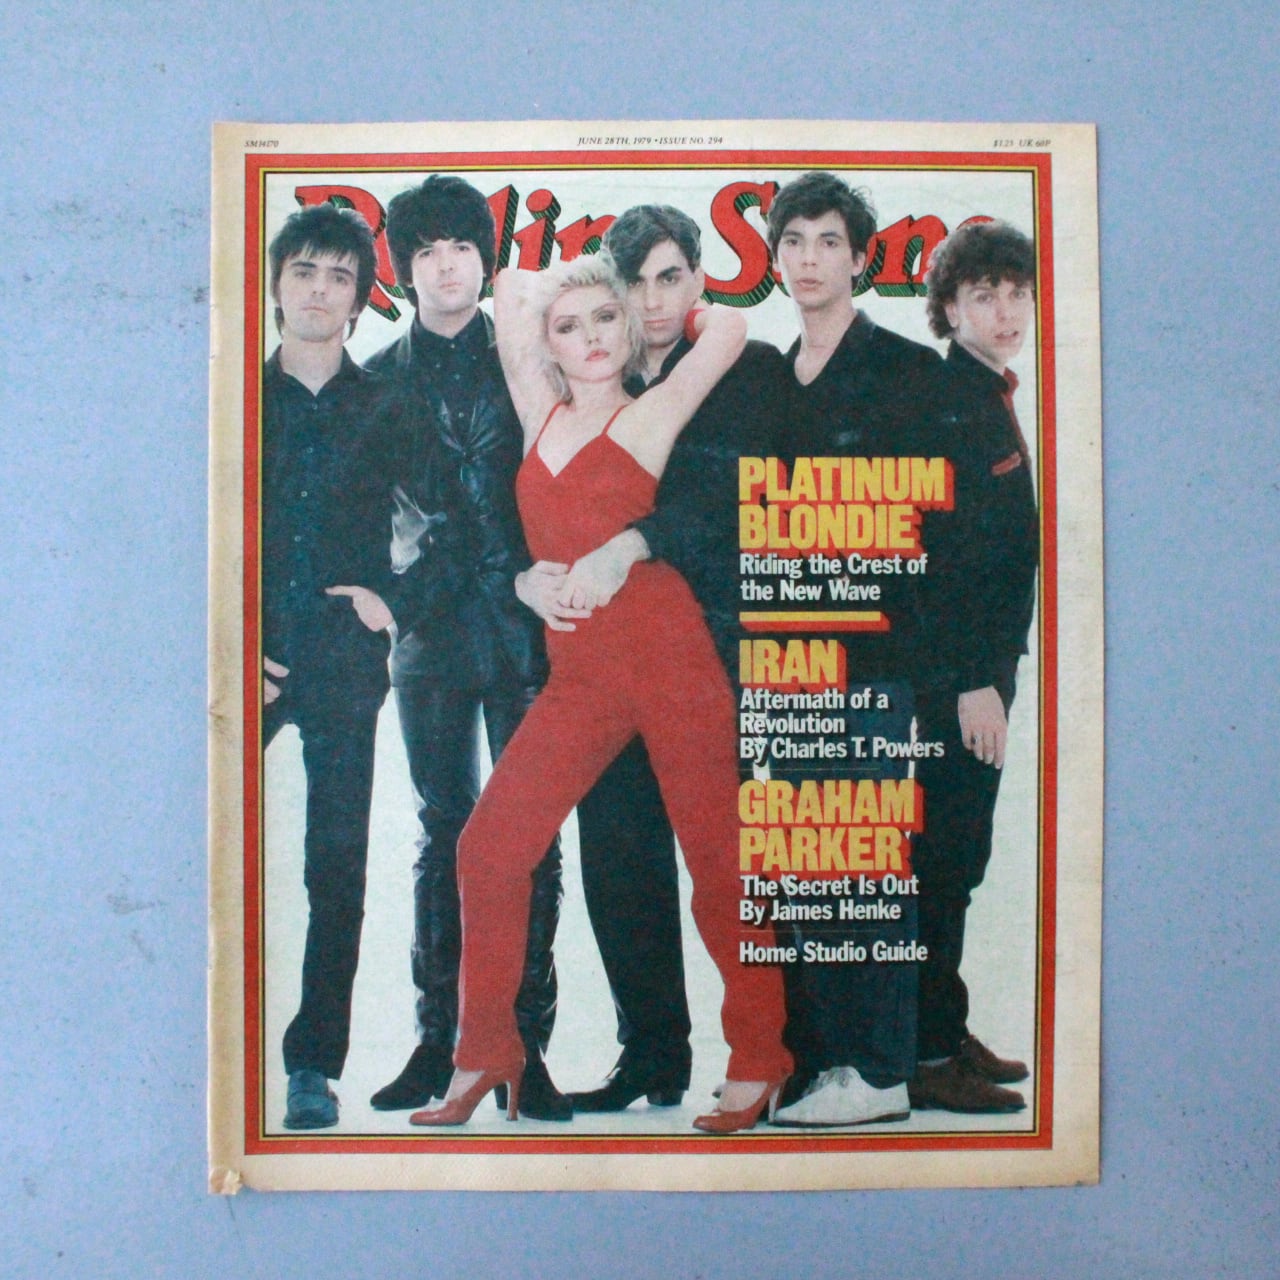 SM14170
JUNE 28TH, 1979 • ISSUE NO. 294
$1.25 UK 60P
Rolling Stone
PLATINUM
BLONDIE
Riding the Crest of
the New Wave
IRAN
Aftermath of a
Revolution
By Charles T. Powers
GRAHAM
PARKER
The Secret Is Out
By James Henke
Home Studio Guide